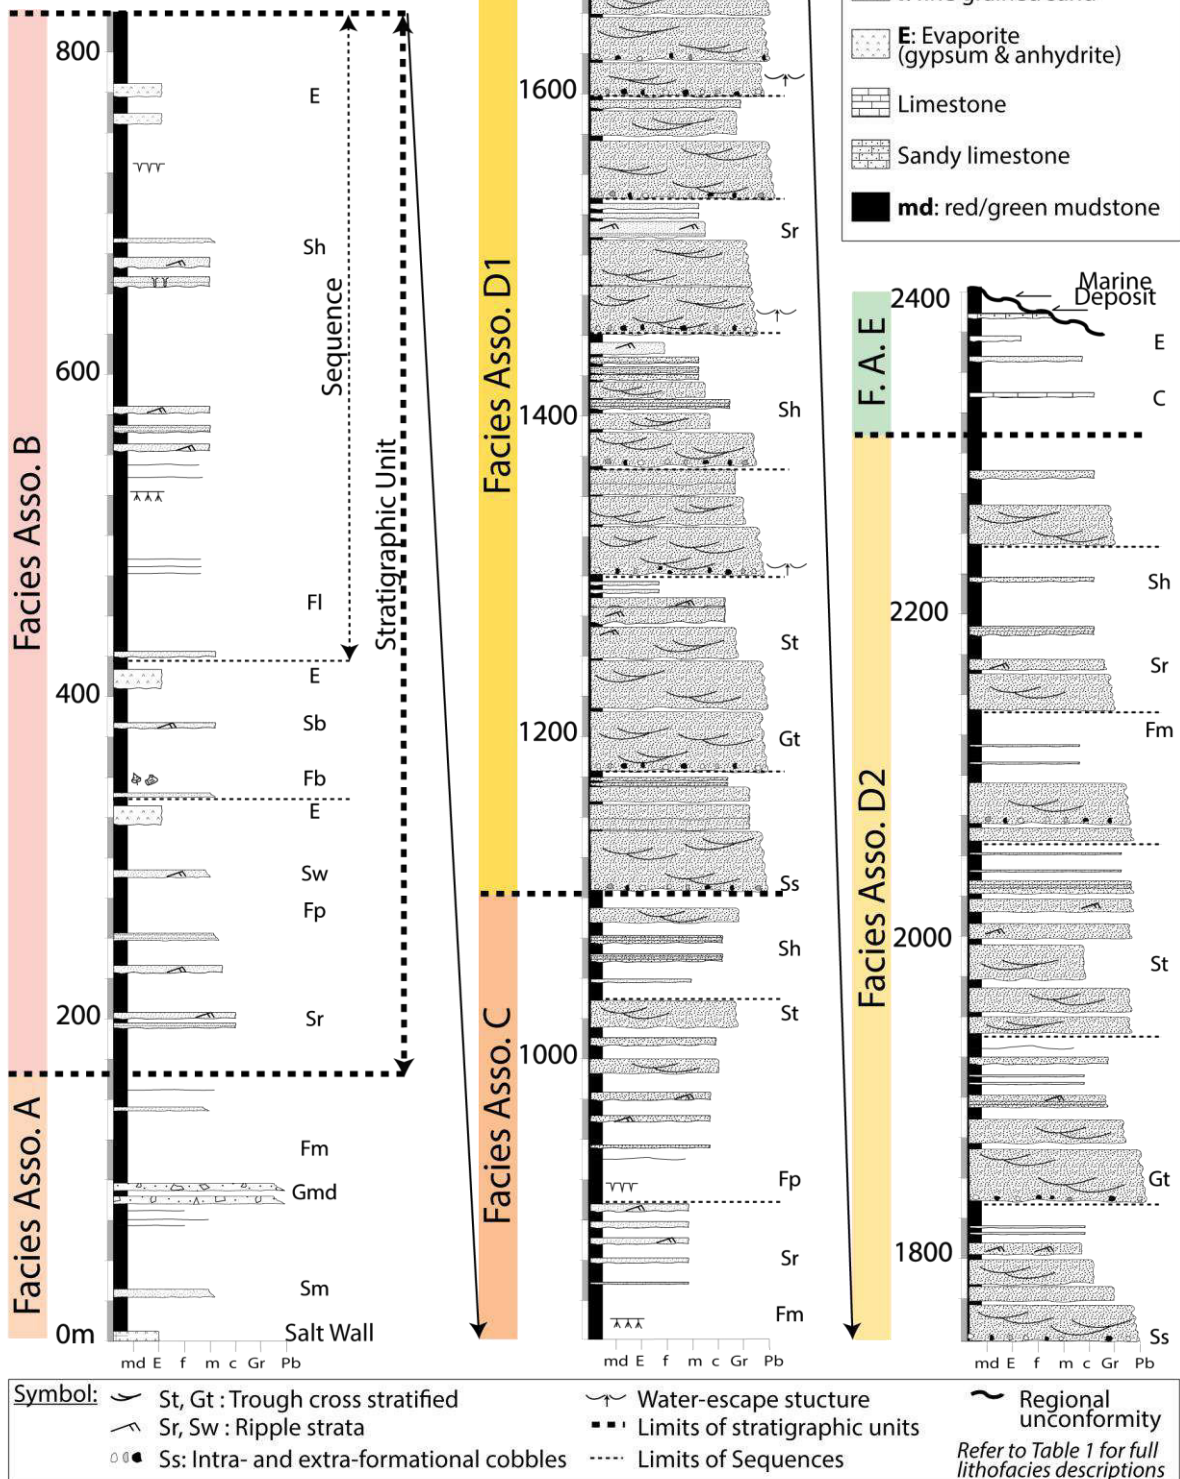 Facies Asso. B
Facies Asso. A
800
600
400
200
0m
E
Sh
Fl
E
Sb
Fb
E
Sw
Fp
Sr
Fm
Gmd
Sm
Salt Wall
Sequence
Stratigraphic Unit
md E f m c Gr Pb
Facies Asso. D1
Facies Asso. C
1600
1400
1200
1000
Sr
Sh
St
Gt
Ss
Sh
St
Fp
Sr
Fm
md E f m c Gr Pb
E: Evaporite
(gypsum & anhydrite)
Limestone
Sandy limestone
md: red/green mudstone
F. A. E
Facies Asso. D2
2400
2200
2000
1800
Marine
Deposit
E
C
Sh
Sr
Fm
St
Gt
Ss
md E f m c Gr Pb
Symbol:
St, Gt : Trough cross stratified
Sr, Sw : Ripple strata
Ss: Intra- and extra-formational cobbles
Water-escape stucture
Limits of stratigraphic units
Limits of Sequences
Regional
unconformity
Refer to Table 1 for full
lithofacies descriptions